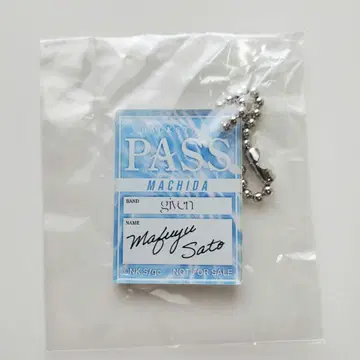 PASS
MACHIDA
BAND
given
NAME
Mafuyu
Sato
NOT FOR SALE